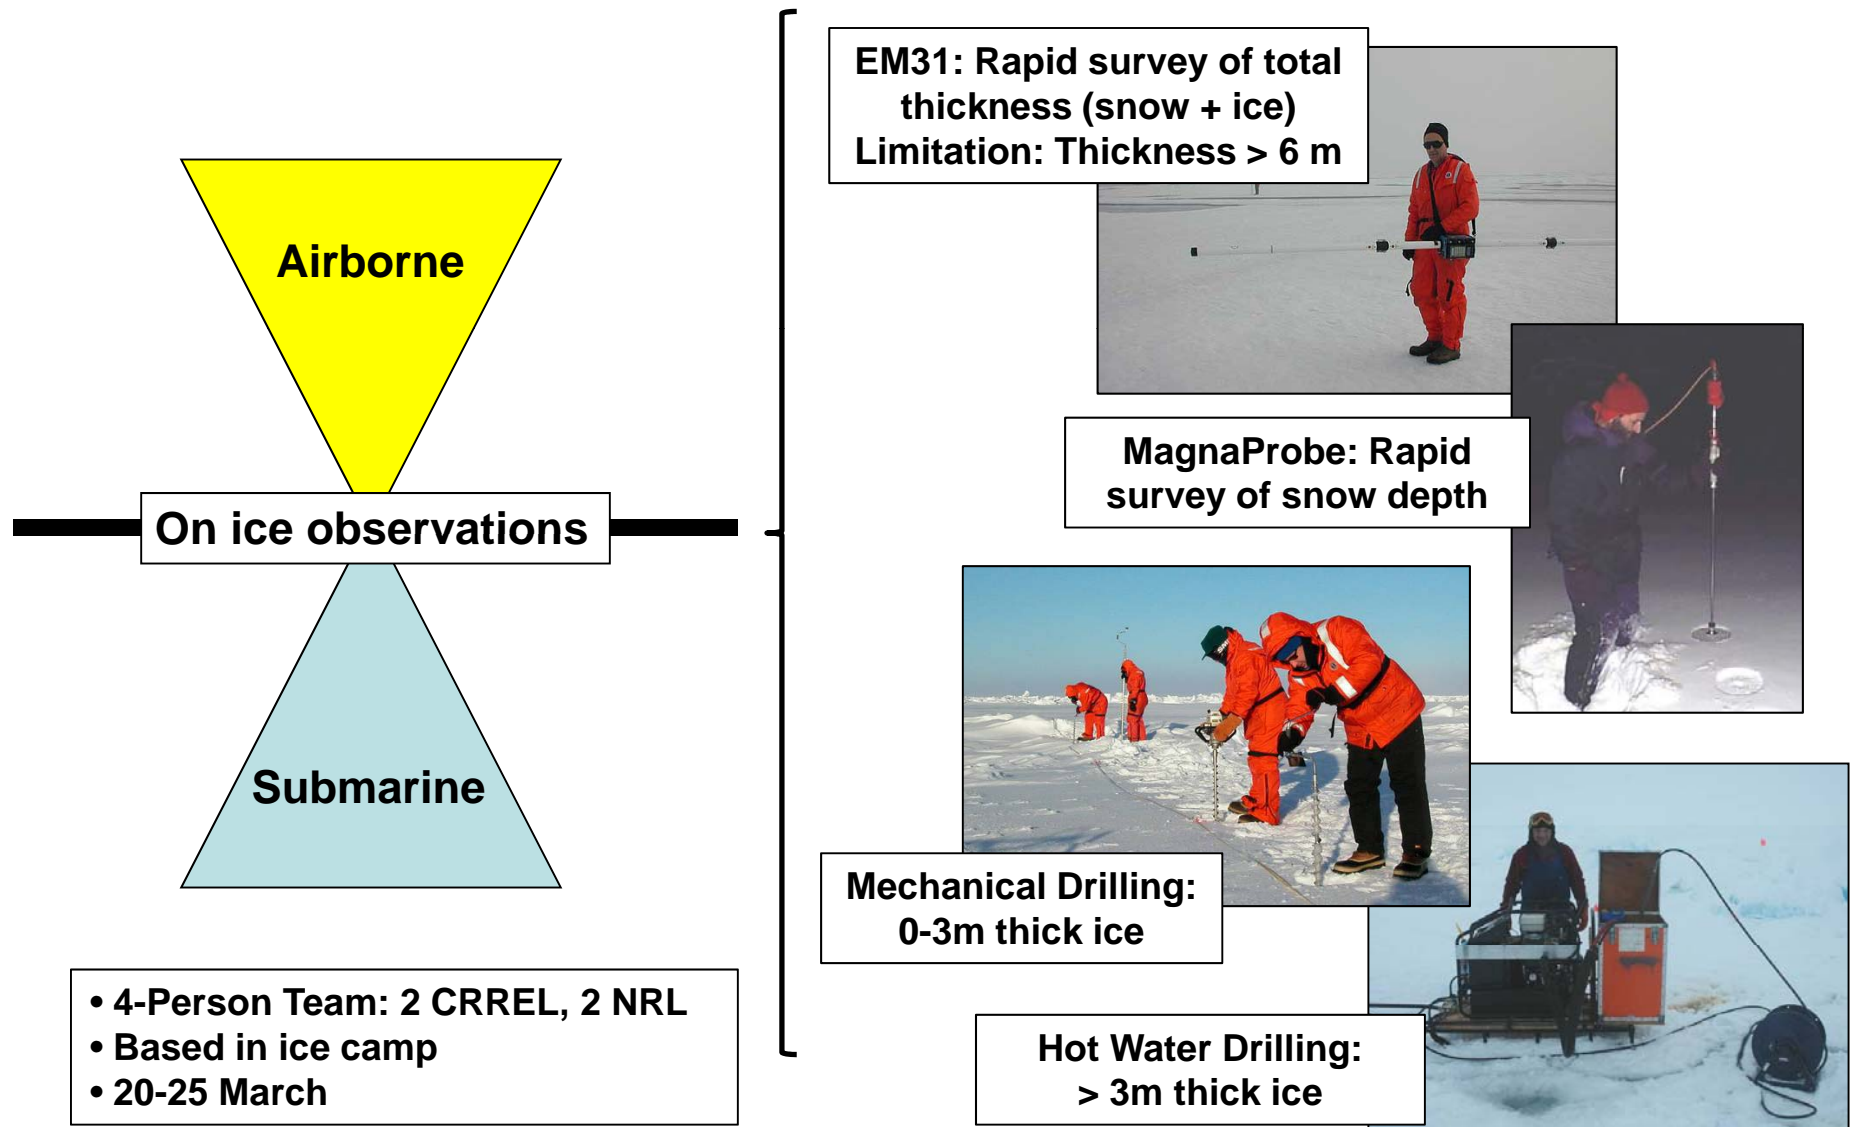 Airborne
On ice observations
Submarine
• 4-Person Team: 2 CRREL, 2 NRL
• Based in ice camp
• 20-25 March
EM31: Rapid survey of total
thickness (snow + ice)
Limitation: Thickness > 6 m
MagnaProbe: Rapid
survey of snow depth
Mechanical Drilling:
0-3m thick ice
Hot Water Drilling:
> 3m thick ice